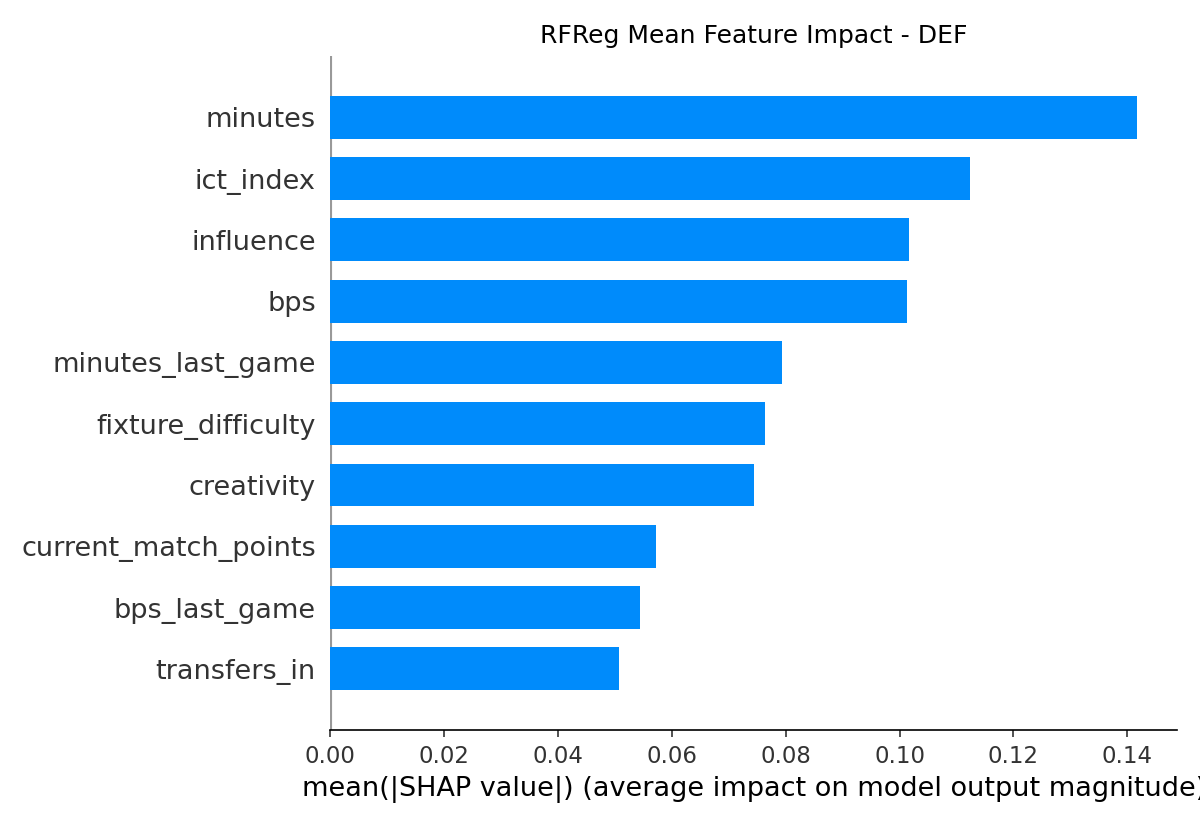 RFReg Mean Feature Impact - DEF
minutes
ict_index
influence
bps
minutes_last_game
fixture_difficulty
creativity
current_match_points
bps_last_game
transfers_in
0.00 0.02 0.04 0.06 0.08 0.10 0.12 0.14
mean(|SHAP value|) (average impact on model output magnitude)